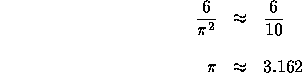 6/π² ≈ 6/10
π ≈ 3.162